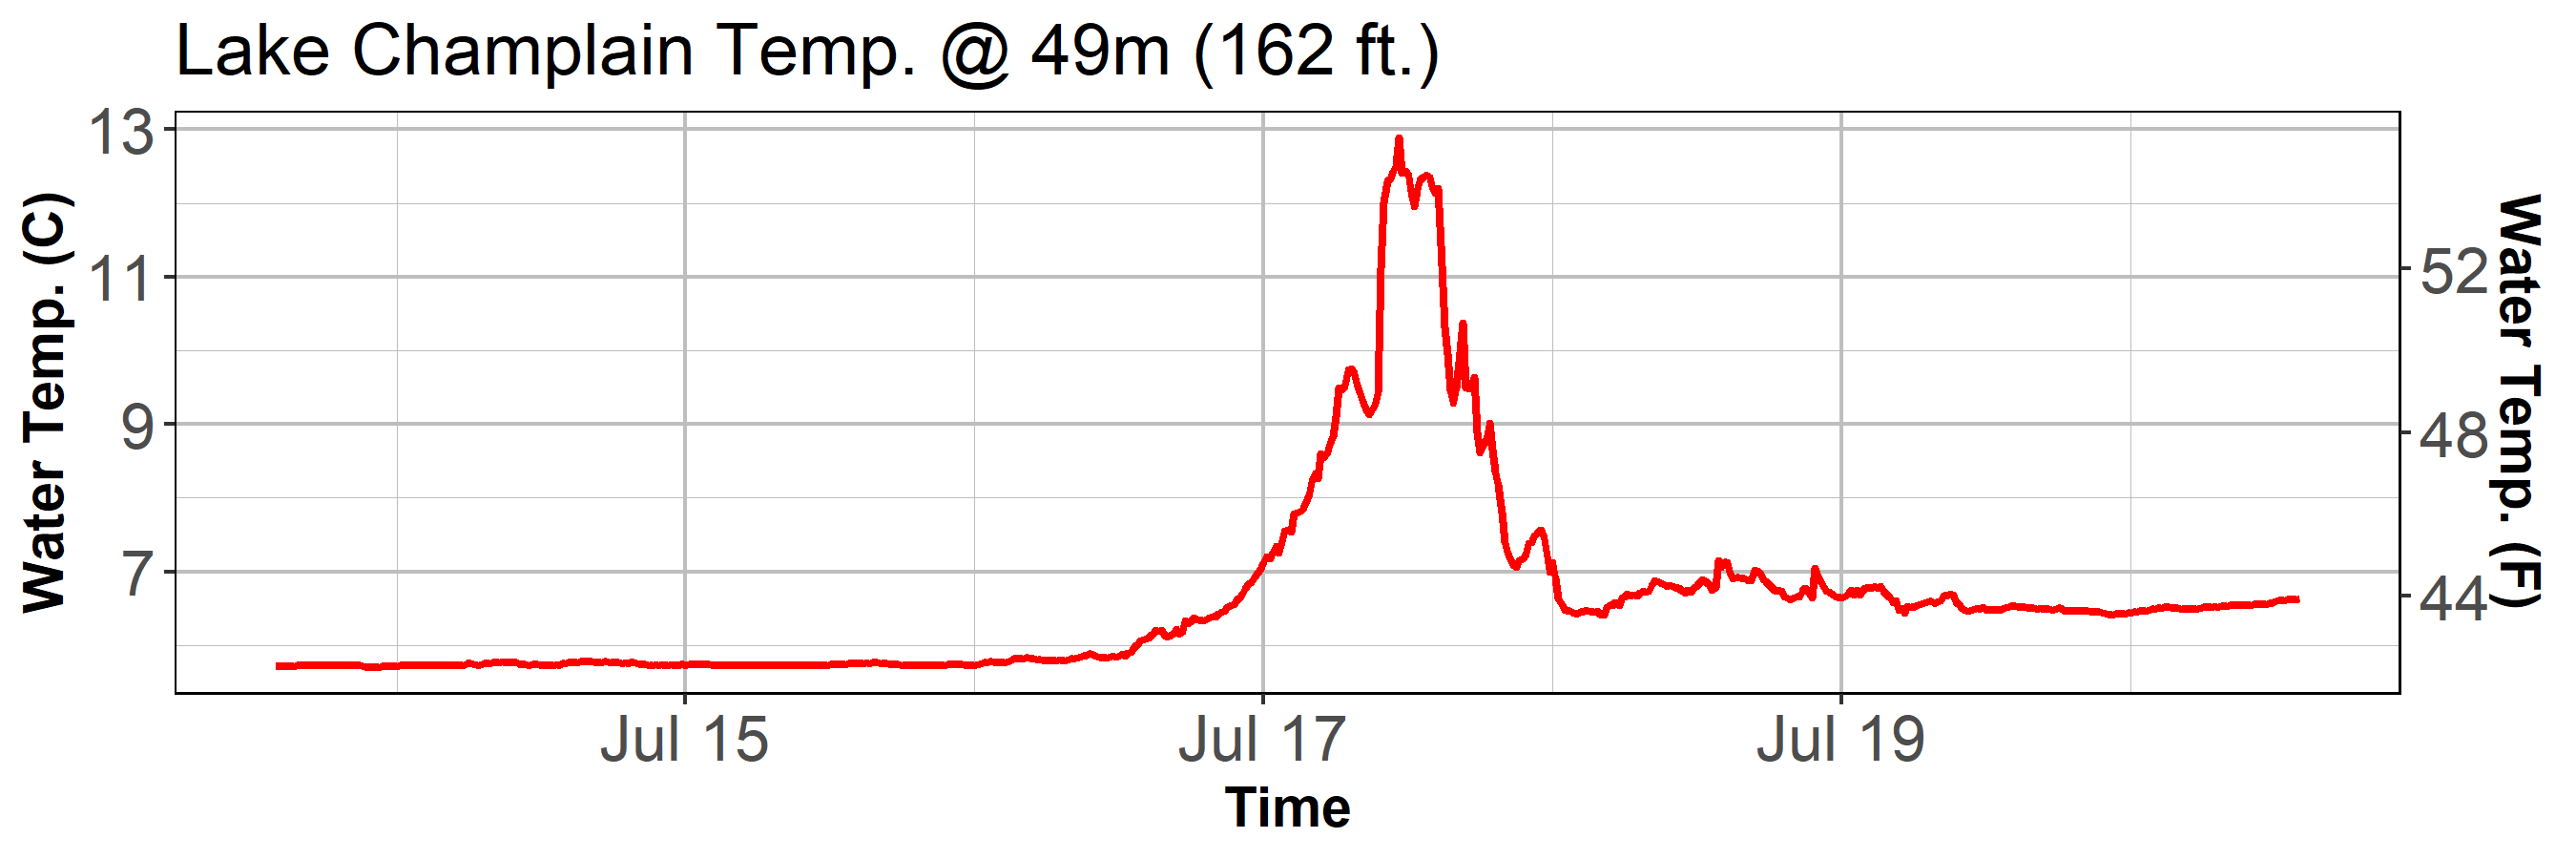 Lake Champlain Temp. @ 49m (162 ft.)
Water Temp. (C)
13
11
9
7
52
48
44
Water Temp. (F)
Jul 15 Jul 17 Jul 19
Time